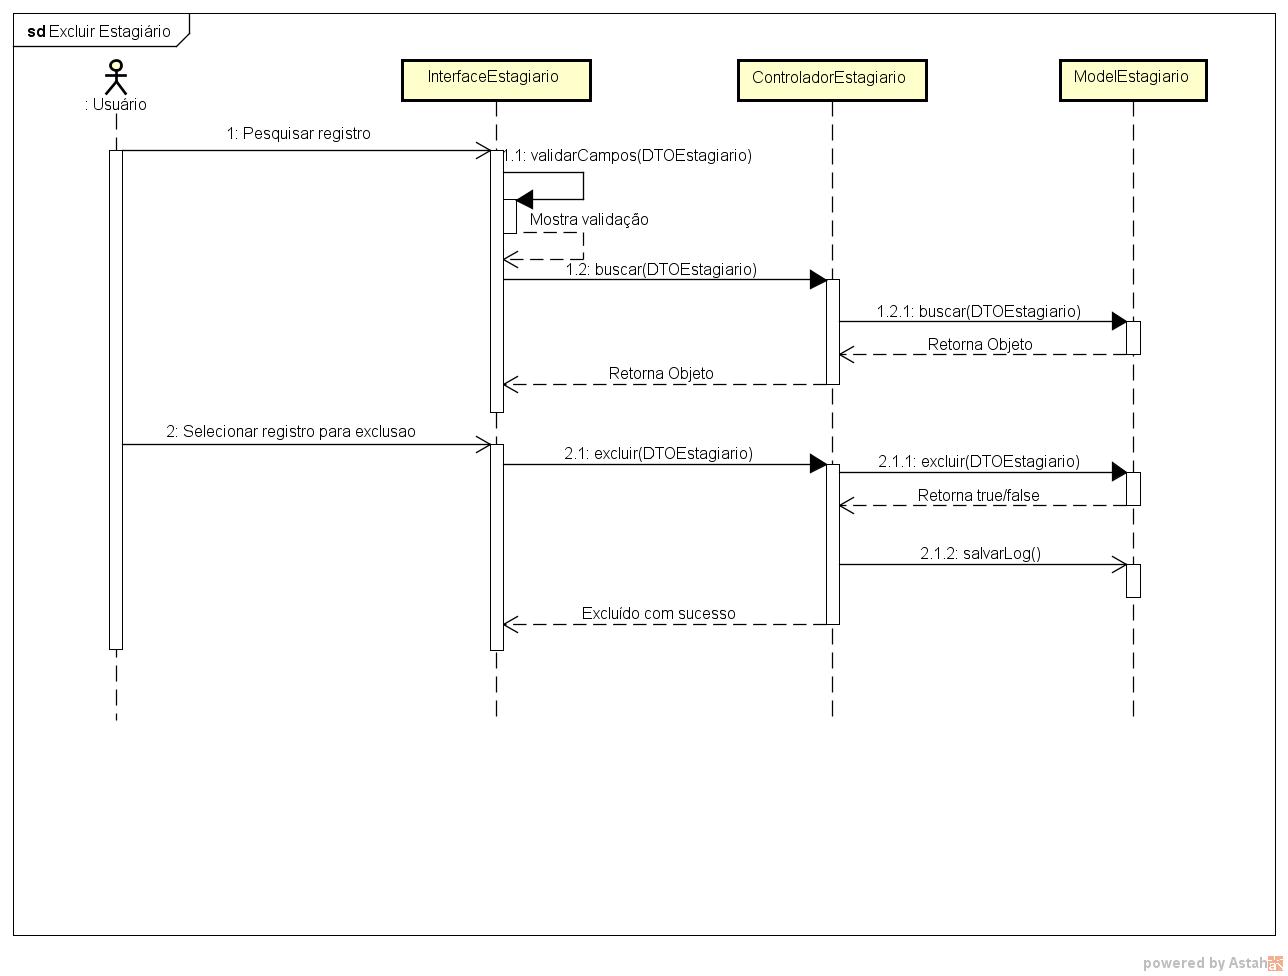 sd Excluir Estagiário
: Usuário
InterfaceEstagiario
ControladorEstagiario
ModelEstagiario
1: Pesquisar registro
1.1: validarCampos(DTOEstagiario)
Mostra validação
1.2: buscar(DTOEstagiario)
1.2.1: buscar(DTOEstagiario)
Retorna Objeto
Retorna Objeto
2: Selecionar registro para exclusao
2.1: excluir(DTOEstagiario)
2.1.1: excluir(DTOEstagiario)
Retorna true/false
2.1.2: salvarLog()
Excluído com sucesso
powered by Astah